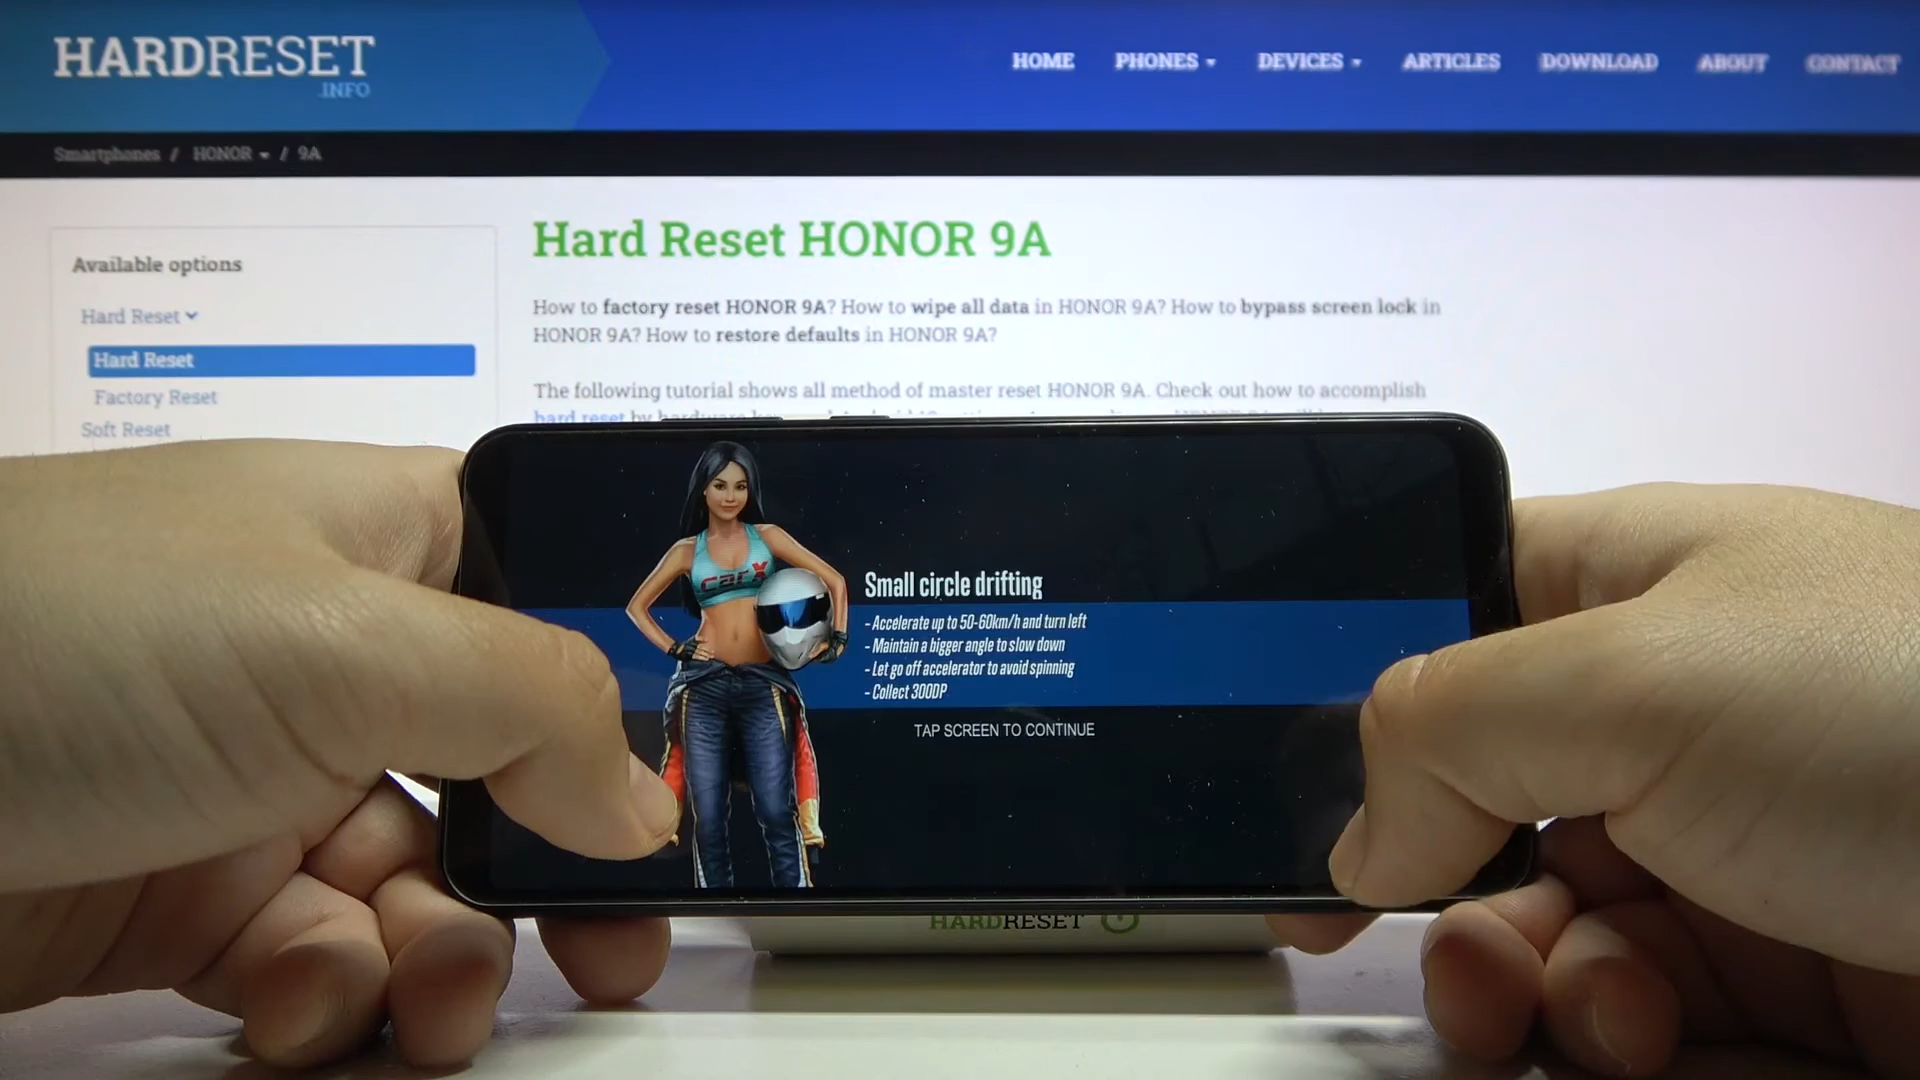 HARDRESET
.INFO
HOME PHONES DEVICES ARTICLES DOWNLOAD ABOUT CONTACT
Smartphones / HONOR / 9A
Available options
Hard Reset
Hard Reset
Factory Reset
Soft Reset
Hard Reset HONOR 9A
How to factory reset HONOR 9A? How to wipe all data in HONOR 9A? How to bypass screen lock in
HONOR 9A? How to restore defaults in HONOR 9A?
The following tutorial shows all method of master reset HONOR 9A. Check out how to accomplish
hard reset by
carX
Small circle drifting
- Accelerate up to 50-60km/h and turn left
- Maintain a bigger angle to slow down
- Let go off accelerator to avoid spinning
- Collect 300DP
TAP SCREEN TO CONTINUE
HARDRESET